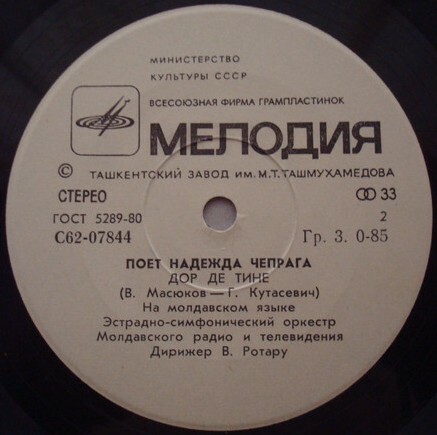 МИНИСТЕРСТВО
КУЛЬТУРЫ СССР
ВСЕСОЮЗНАЯ ФИРМА ГРАМПЛАСТИНОК
МЕЛОДИЯ
© ТАШКЕНТСКИЙ ЗАВОД ИМ. М.Т. ТАШМУХАМЕДОВА
СТЕРЕО 33
ГОСТ 5289-80 2
С62-07844 Гр. 3. 0-85
ПОЕТ НАДЕЖДА ЧЕПРАГА
ДОР ДЕ ТИНЕ
(В. Масюков — Г. Кутасевич)
На молдавском языке
Эстрадно-симфонический оркестр
Молдавского радио и телевидения
Дирижер В. Ротару